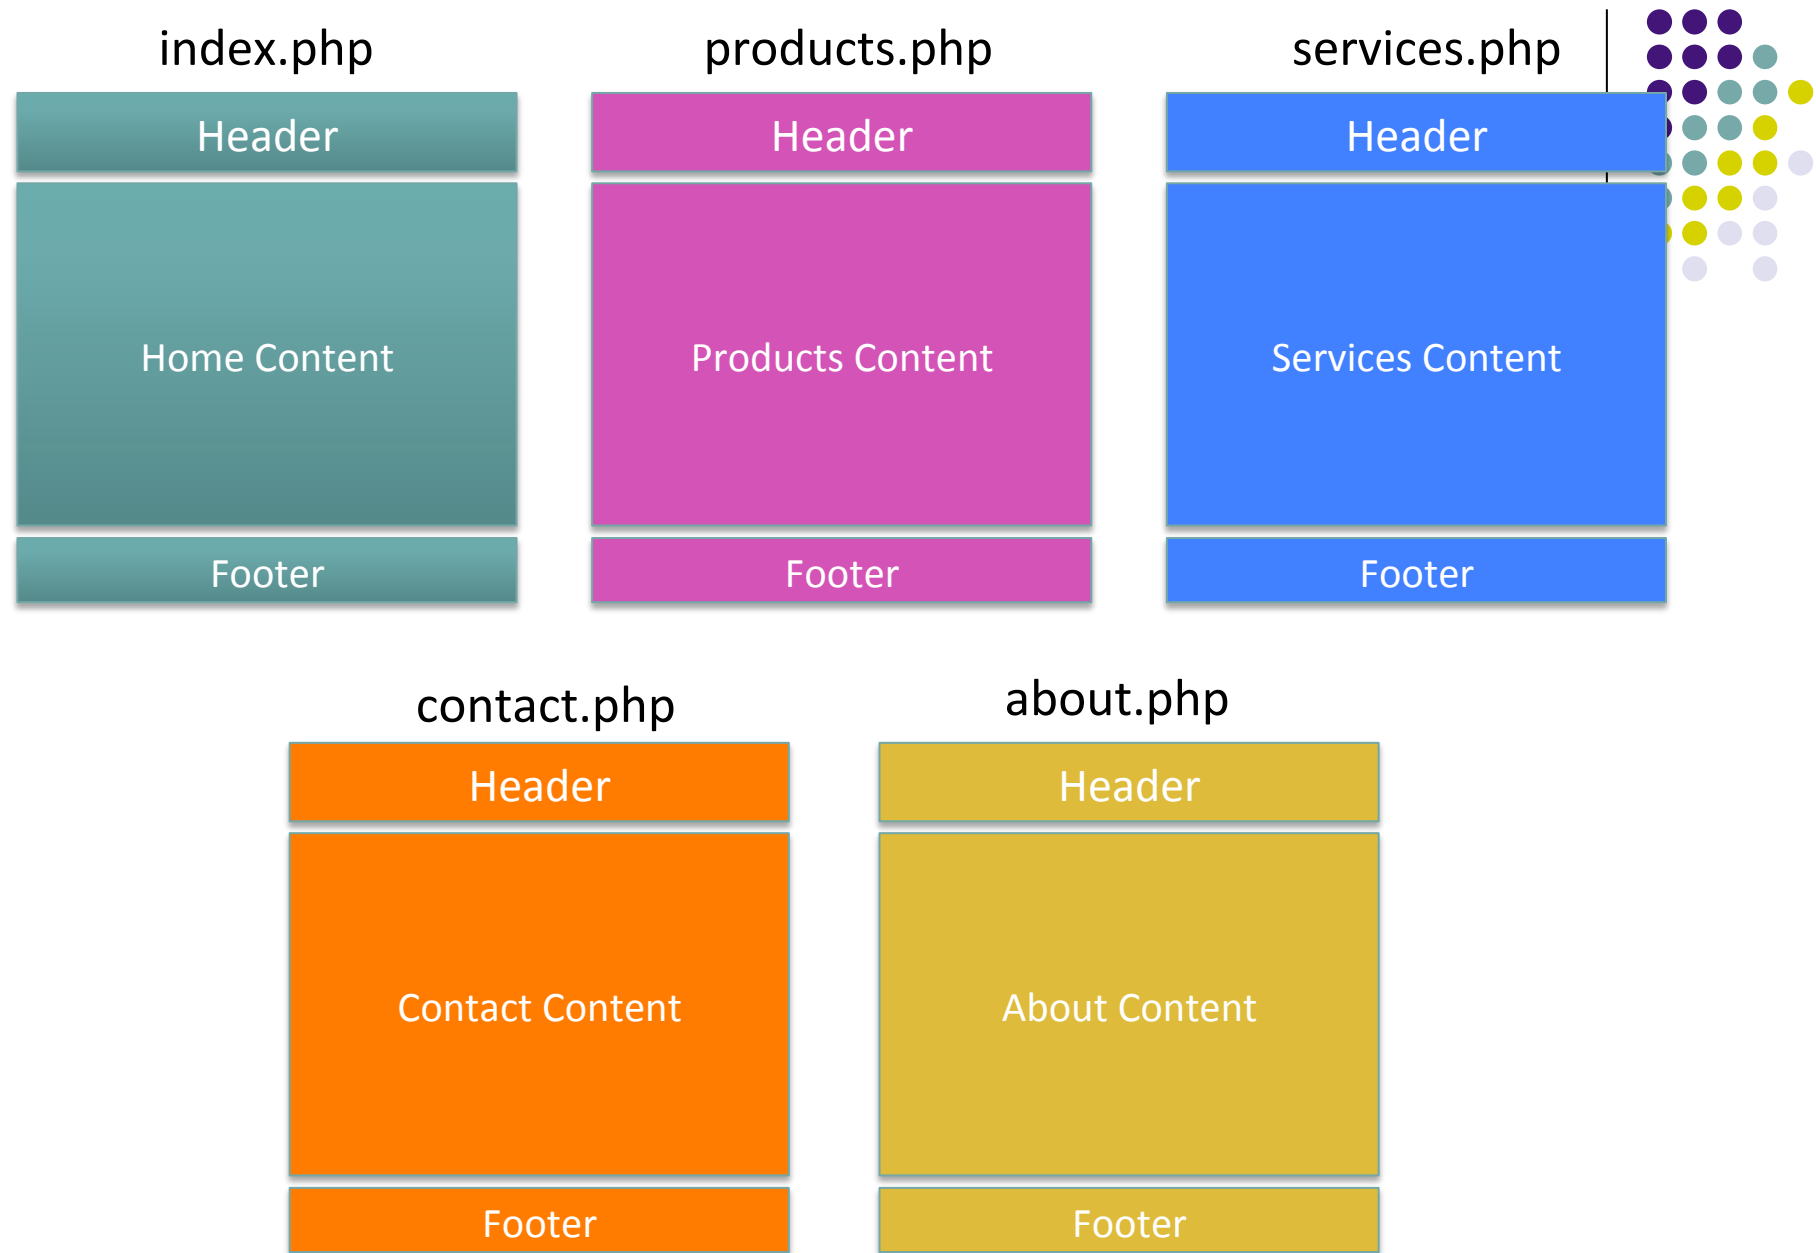 index.php
Header
Home Content
Footer
products.php
Header
Products Content
Footer
services.php
Header
Services Content
Footer
contact.php
Header
Contact Content
Footer
about.php
Header
About Content
Footer